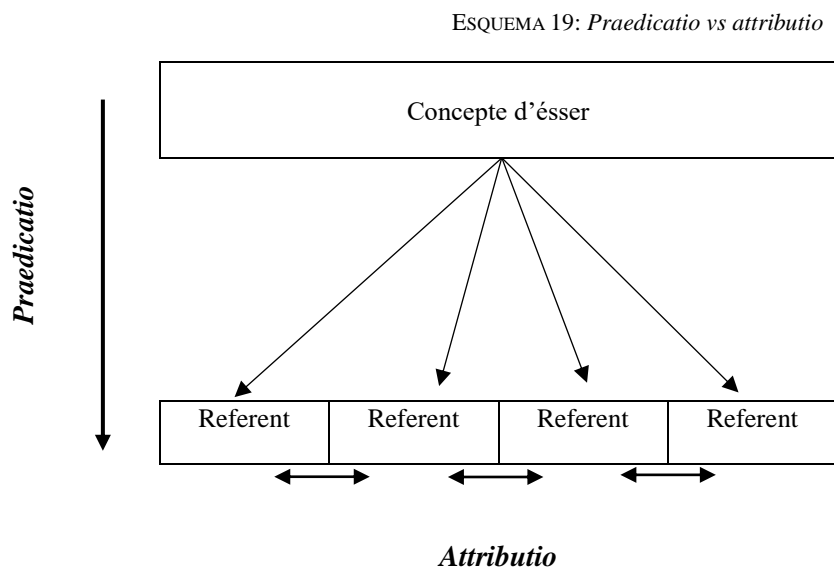 ESQUEMA 19: Praedicatio vs attributio
Concepte d’ésser
Praedicatio
Referent Referent Referent Referent
Attributio